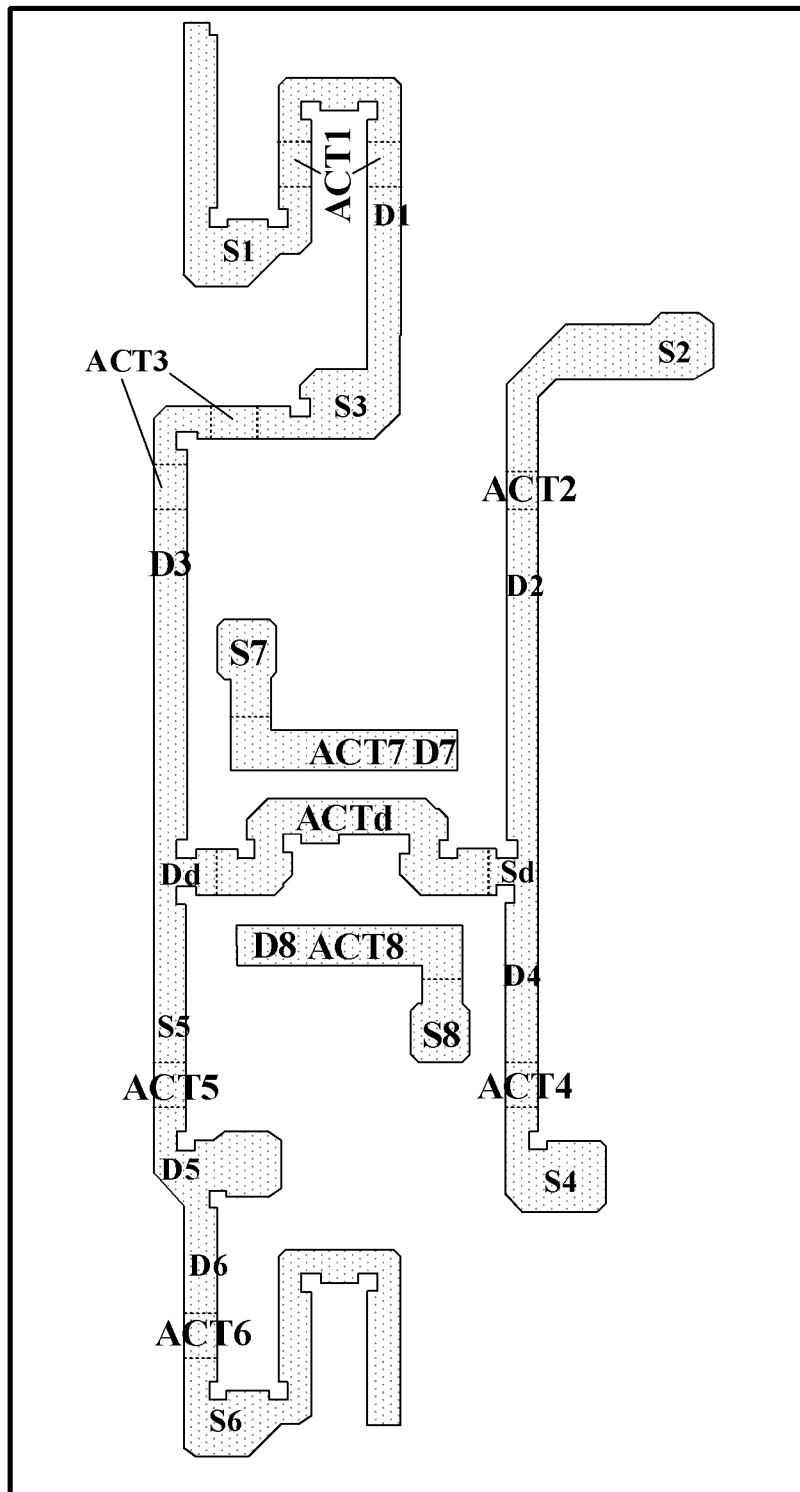 ACT1
D1
S1
S2
ACT3
S3
ACT2
D3
D2
S7
ACT7 D7
ACTd
Dd
Sd
D8 ACT8
D4
S5
S8
ACT5
ACT4
D5
S4
D6
ACT6
S6